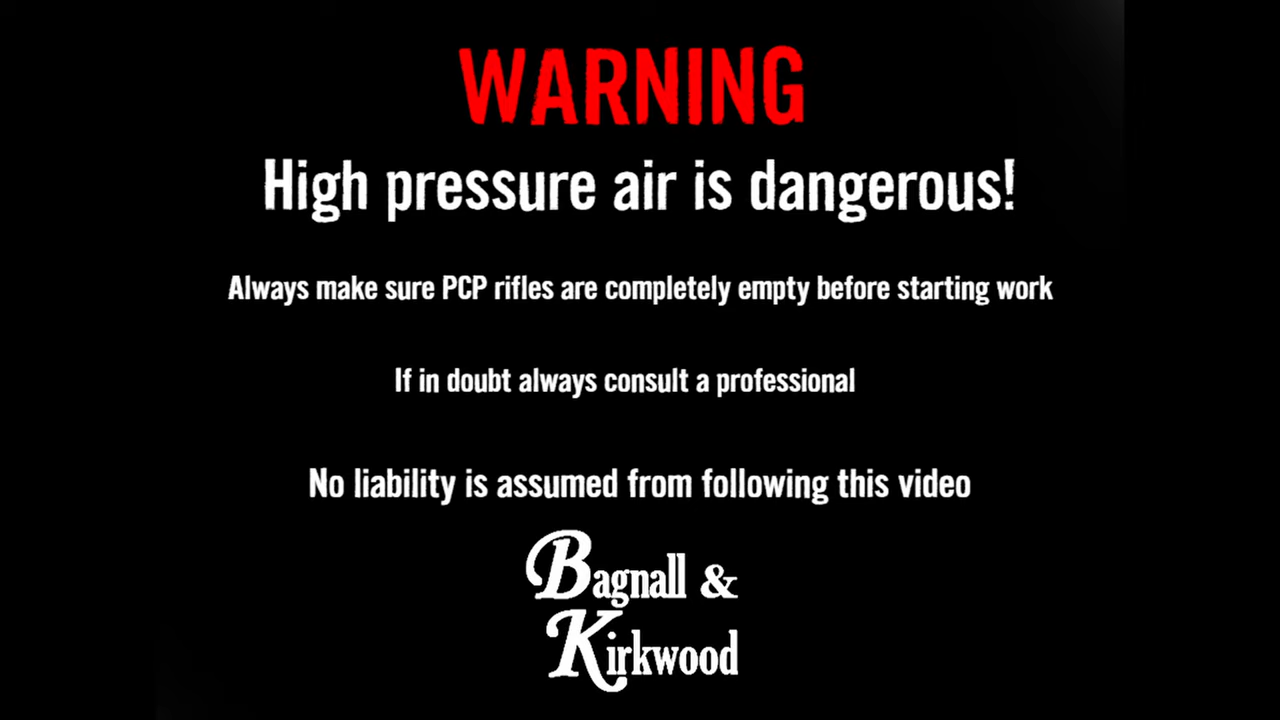 WARNING
High pressure air is dangerous!
Always make sure PCP rifles are completely empty before starting work
If in doubt always consult a professional
No liability is assumed from following this video
Bagnall &
Kirkwood